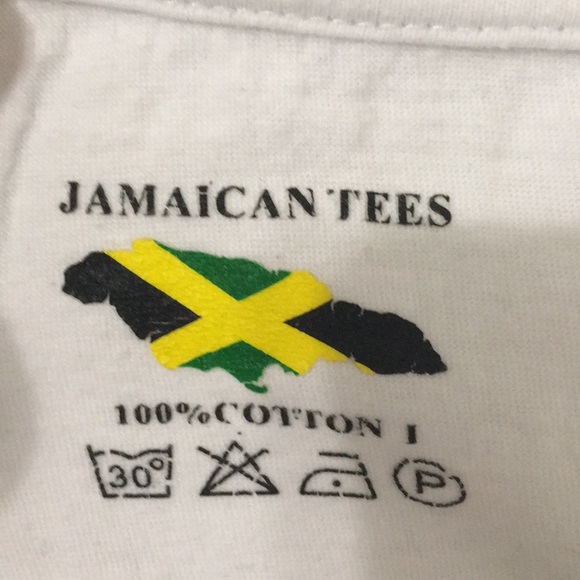 JAMAiCAN TEES
100%COTTON I
30°
P